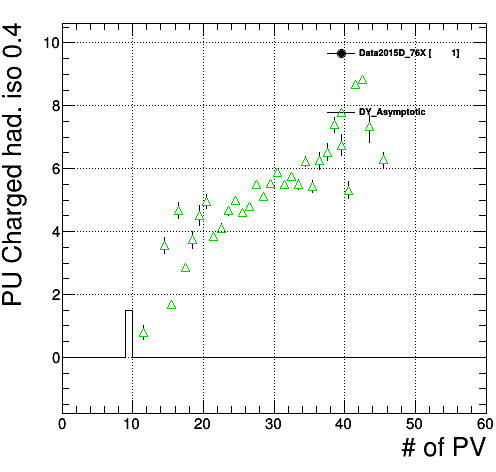 PU Charged had. iso 0.4
10
8
6
4
2
0
Data2015D_76X [ 1]
DY_Asymptotic
0 10 20 30 40 50 60
# of PV